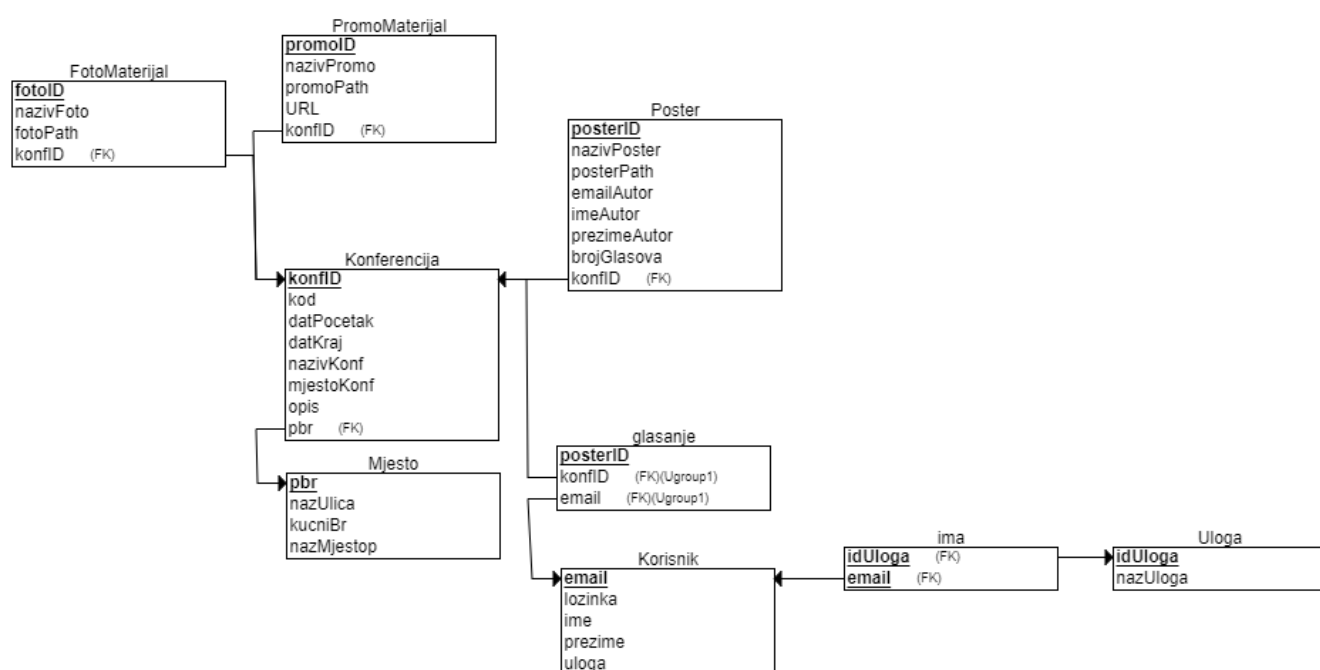 PromoMaterijal
promoID
nazivPromo
promoPath
URL
konfID (FK)
FotoMaterijal
fotoID
nazivFoto
fotoPath
konfID (FK)
Poster
posterID
nazivPoster
posterPath
emailAutor
imeAutor
prezimeAutor
brojGlasova
konfID (FK)
Konferencija
konfID
kod
datPocetak
datKraj
nazivKonf
mjestoKonf
opis
pbr (FK)
Mjesto
pbr
nazUlica
kucniBr
nazMjestop
glasanje
posterID
konfID (FK)(Ugroup1)
email (FK)(Ugroup1)
Korisnik
email
lozinka
ime
prezime
uloga
ima
idUloga (FK)
email (FK)
Uloga
idUloga
nazUloga